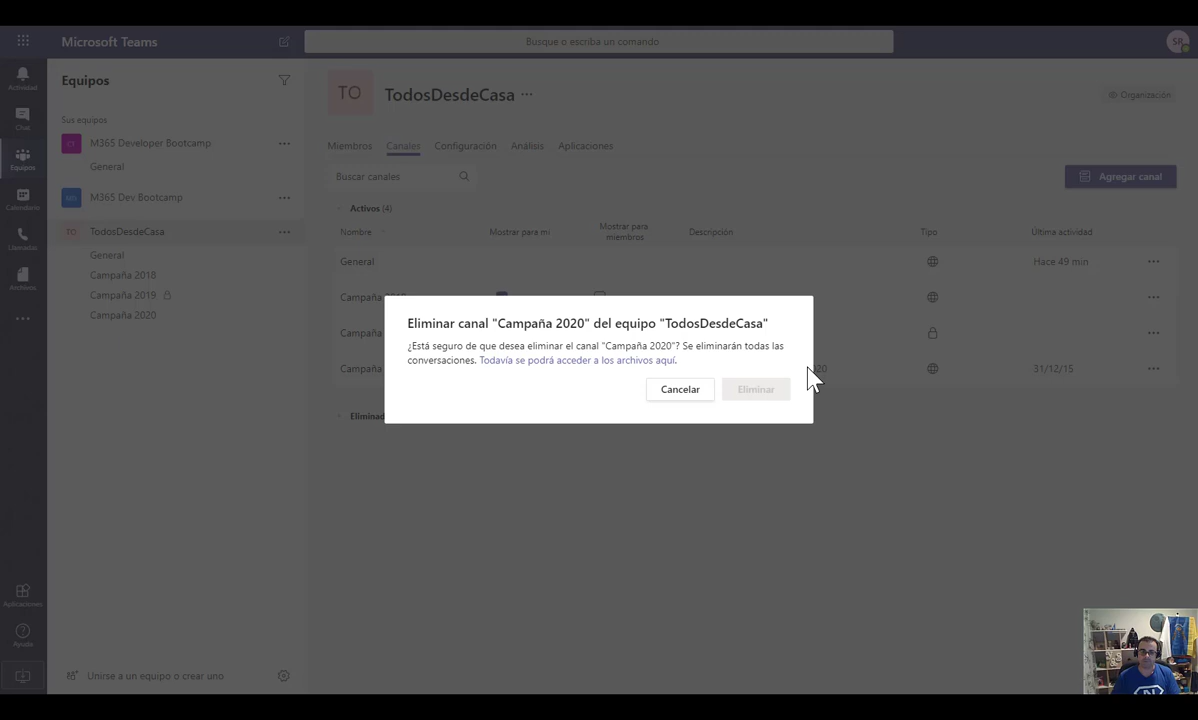 Microsoft Teams
Busque o escriba un comando
SR
Actividad
Chat
Equipos
Calendario
Llamadas
Archivos
Aplicaciones
Ayuda
Equipos
Sus equipos
M365 Developer Bootcamp
General
M365 Dev Bootcamp
TO TodosDesdeCasa
General
Campaña 2018
Campaña 2019
Campaña 2020
Unirse a un equipo o crear uno
TO
TodosDesdeCasa
Organización
Miembros Canales Configuración Análisis Aplicaciones
Buscar canales
Agregar canal
Activos (4)
Nombre Mostrar para mí Mostrar para miembros Descripción Tipo Última actividad
General Hace 49 min
Campaña
Campaña
Campaña 31/12/15
Eliminar canal "Campaña 2020" del equipo "TodosDesdeCasa"
¿Está seguro de que desea eliminar el canal "Campaña 2020"? Se eliminarán todas las
conversaciones. Todavía se podrá acceder a los archivos aquí.
Cancelar Eliminar